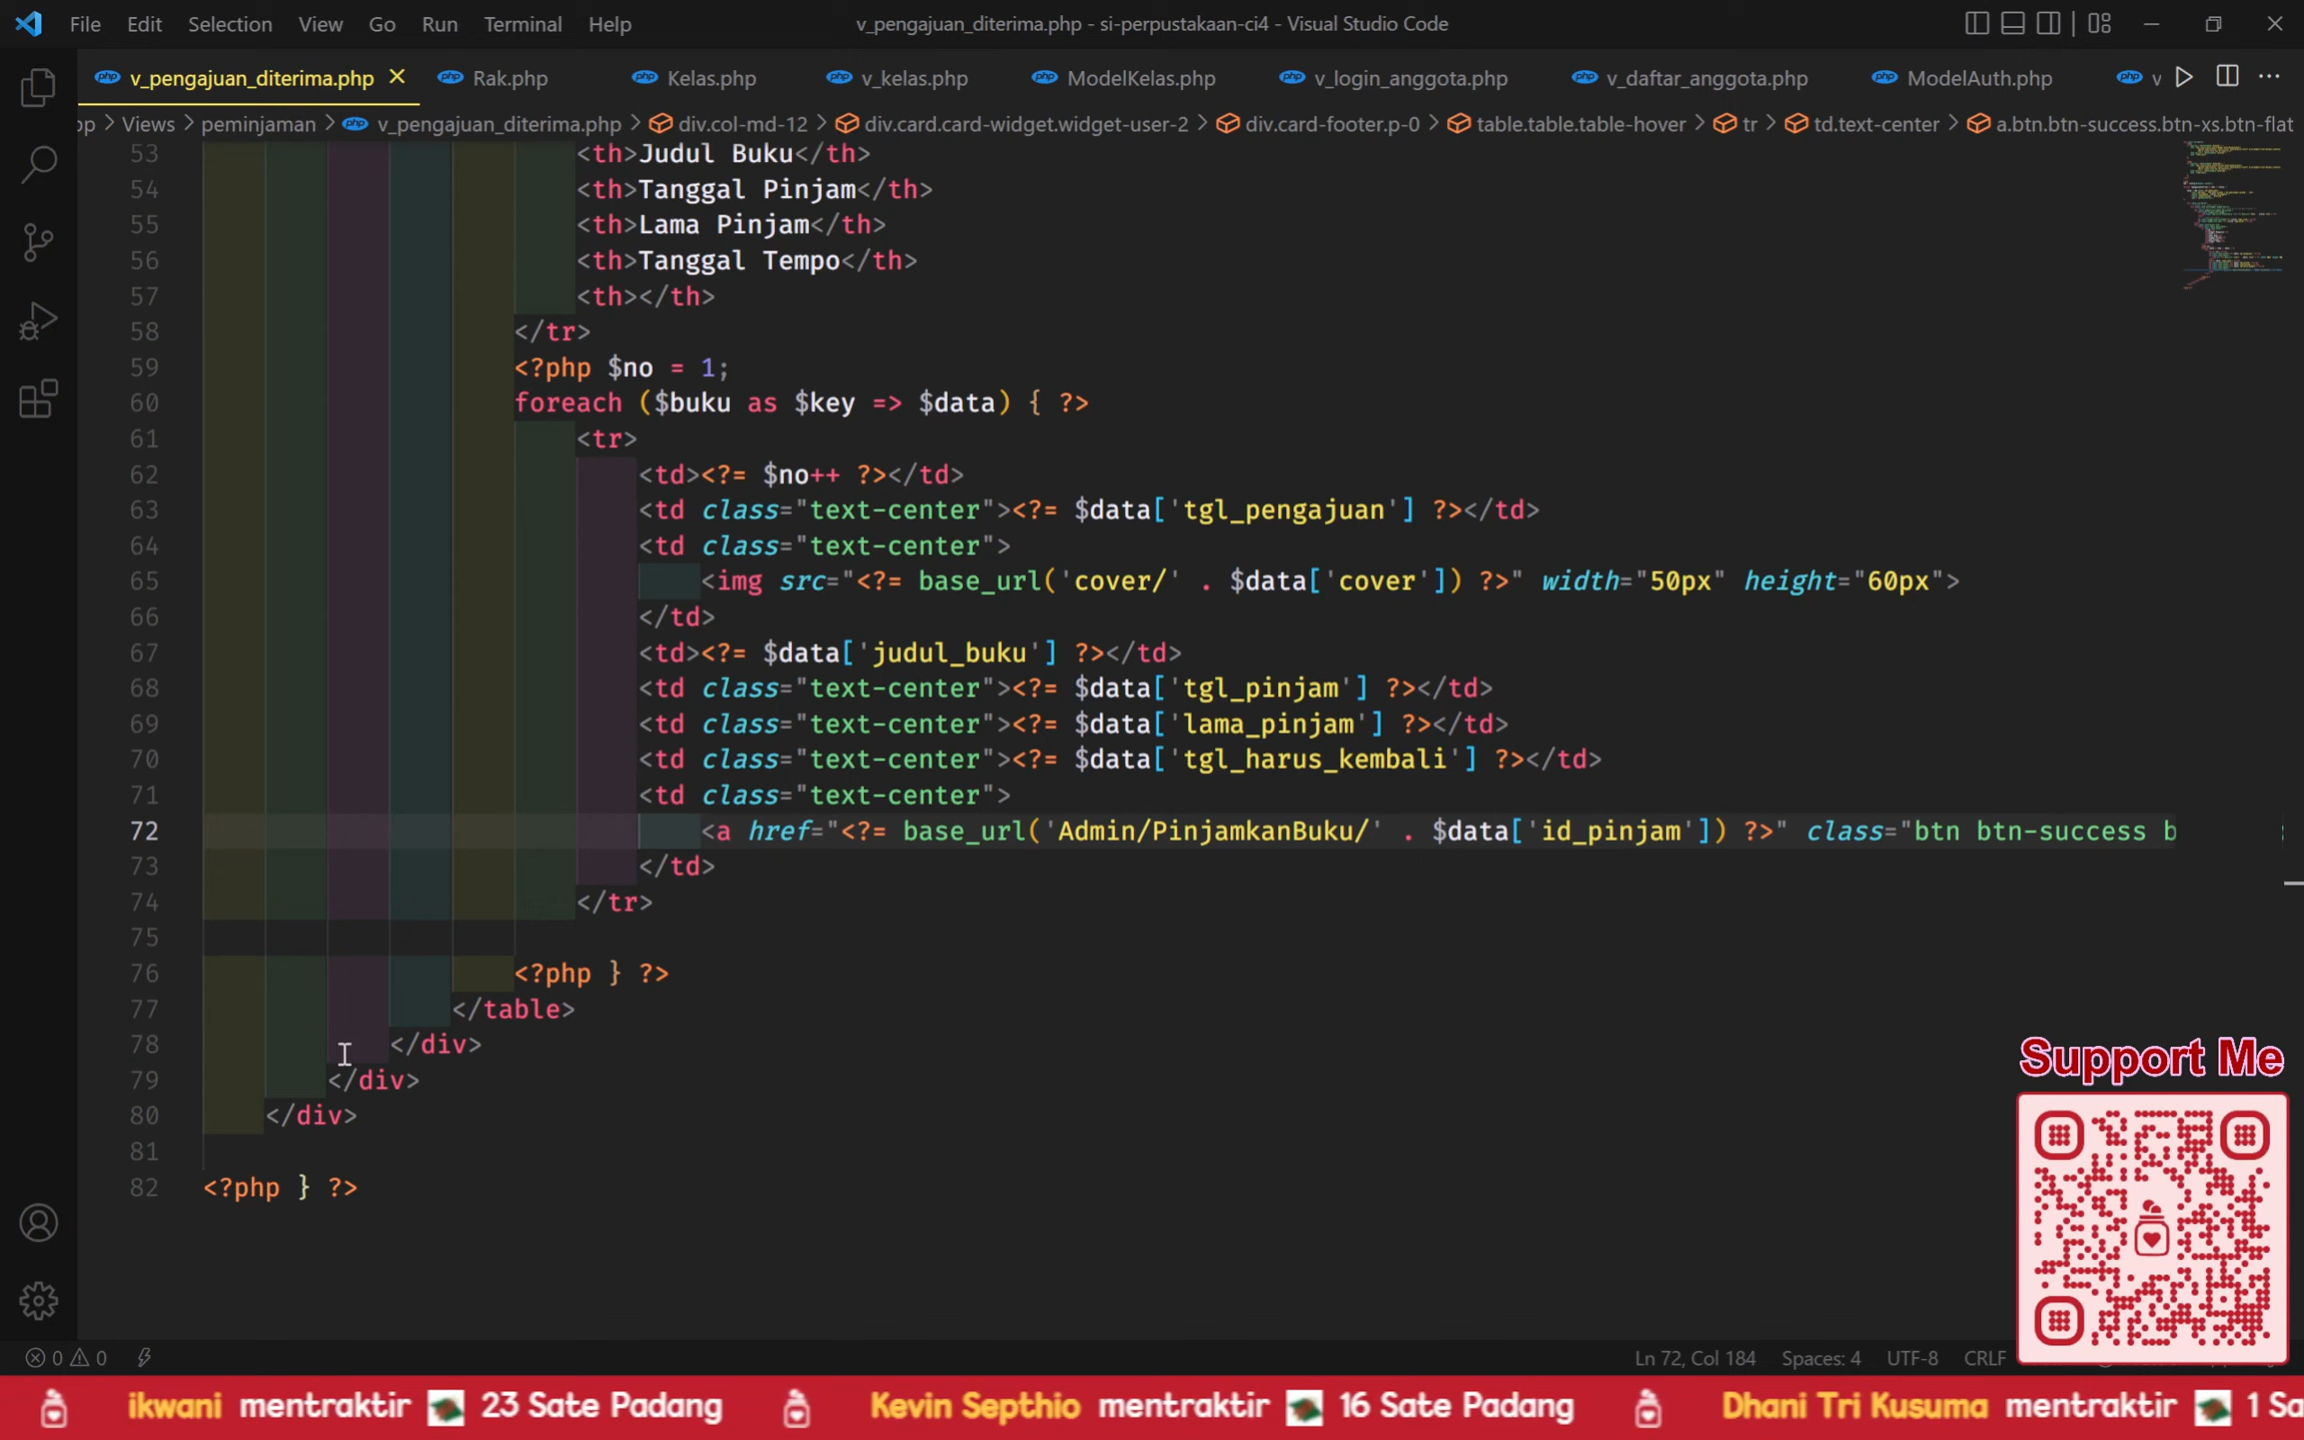 File Edit Selection View Go Run Terminal Help v_pengajuan_diterima.php - si-perpustakaan-ci4 - Visual Studio Code
v_pengajuan_diterima.php Rak.php Kelas.php v_kelas.php ModelKelas.php v_login_anggota.php v_daftar_anggota.php ModelAuth.php v
pp > Views > peminjaman > v_pengajuan_diterima.php > div.col-md-12 > div.card.card-widget.widget-user-2 > div.card-footer.p-0 > table.table.table-hover > tr > td.text-center > a.btn.btn-success.btn-xs.btn-flat
53 <th>Judul Buku</th>
54 <th>Tanggal Pinjam</th>
55 <th>Lama Pinjam</th>
56 <th>Tanggal Tempo</th>
57 <th></th>
58 </tr>
59 <?php $no = 1;
60 foreach ($buku as $key => $data) { ?>
61 <tr>
62 <td><?= $no++ ?></td>
63 <td class="text-center"><?= $data['tgl_pengajuan'] ?></td>
64 <td class="text-center">
65 <img src="<?= base_url('cover/' . $data['cover']) ?>" width="50px" height="60px">
66 </td>
67 <td><?= $data['judul_buku'] ?></td>
68 <td class="text-center"><?= $data['tgl_pinjam'] ?></td>
69 <td class="text-center"><?= $data['lama_pinjam'] ?></td>
70 <td class="text-center"><?= $data['tgl_harus_kembali'] ?></td>
71 <td class="text-center">
72 <a href="<?= base_url('Admin/PinjamkanBuku/' . $data['id_pinjam']) ?>" class="btn btn-success b
73 </td>
74 </tr>
75
76 <?php } ?>
77 </table>
78 </div>
79 </div>
80 </div>
81
82 <?php } ?>
Support Me
0 0 Ln 72, Col 184 Spaces: 4 UTF-8 CRLF
ikwani mentraktir 23 Sate Padang Kevin Septhio mentraktir 16 Sate Padang Dhani Tri Kusuma mentraktir 1 Sa